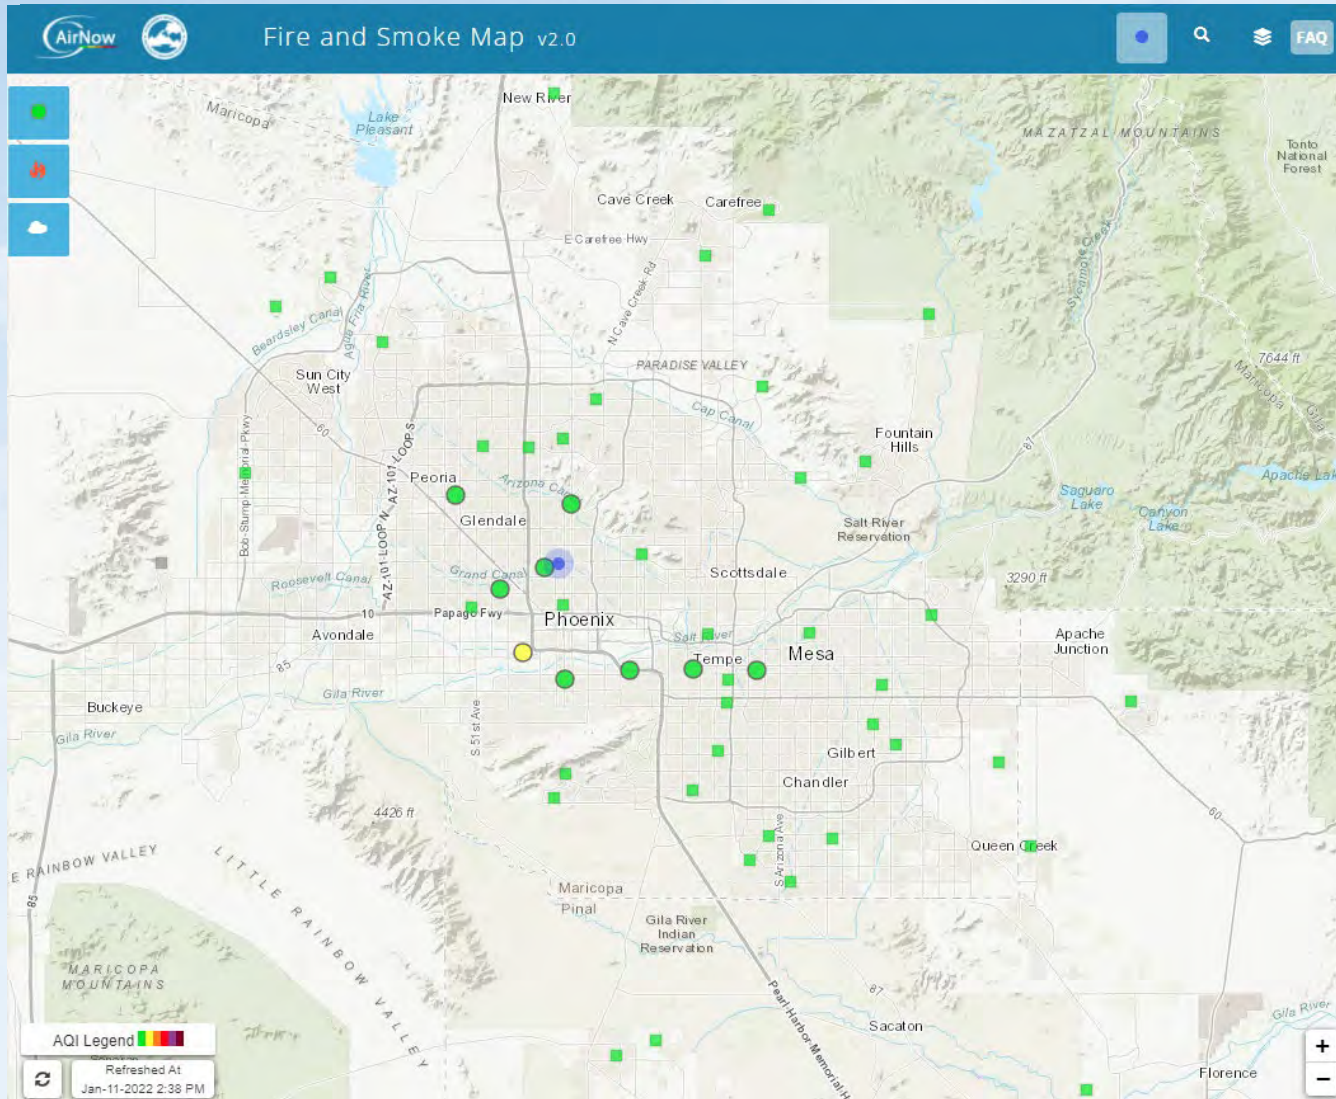 AirNow
Fire and Smoke Map v2.0
FAQ
New River
Maricopa
Lake
Pleasant
MAZATZAL MOUNTAINS
Tonto
National
Forest
Cave Creek
Carefree
E Carefree Hwy
N Cave Creek Rd
Sycamore Creek
Agua Fria River
Beardsley Canal
Sun City
West
PARADISE VALLEY
7644 ft
Maricopa
Gila
Cap Canal
60
Fountain
Hills
87
Bob-Stump-Memorial-Pkwy
AZ-101-LOOP S
Peoria
Arizona
Apache Lake
Saguaro
Lake
Canyon
Lake
Glendale
Salt River
Reservation
AZ-101-LOOP N
Roosevelt Canal
Grand Canal
Scottsdale
3290 ft
10
Papago Fwy
Phoenix
Avondale
Salt River
Apache
Junction
85
Tempe
Mesa
Gila River
Buckeye
S 51st Ave
Gila River
Gilbert
Chandler
4426 ft
60
S Arizona Ave
Queen Creek
E RAINBOW VALLEY
LITTLE RAINBOW VALLEY
85
Maricopa
Pinal
Gila River
Indian
Reservation
MARICOPA
MOUNTAINS
Pearl-Harbor-Memorial-H
87
Sacaton
Gila River
AQI Legend
Refreshed At
Jan-11-2022 2:38 PM
Florence
+
−